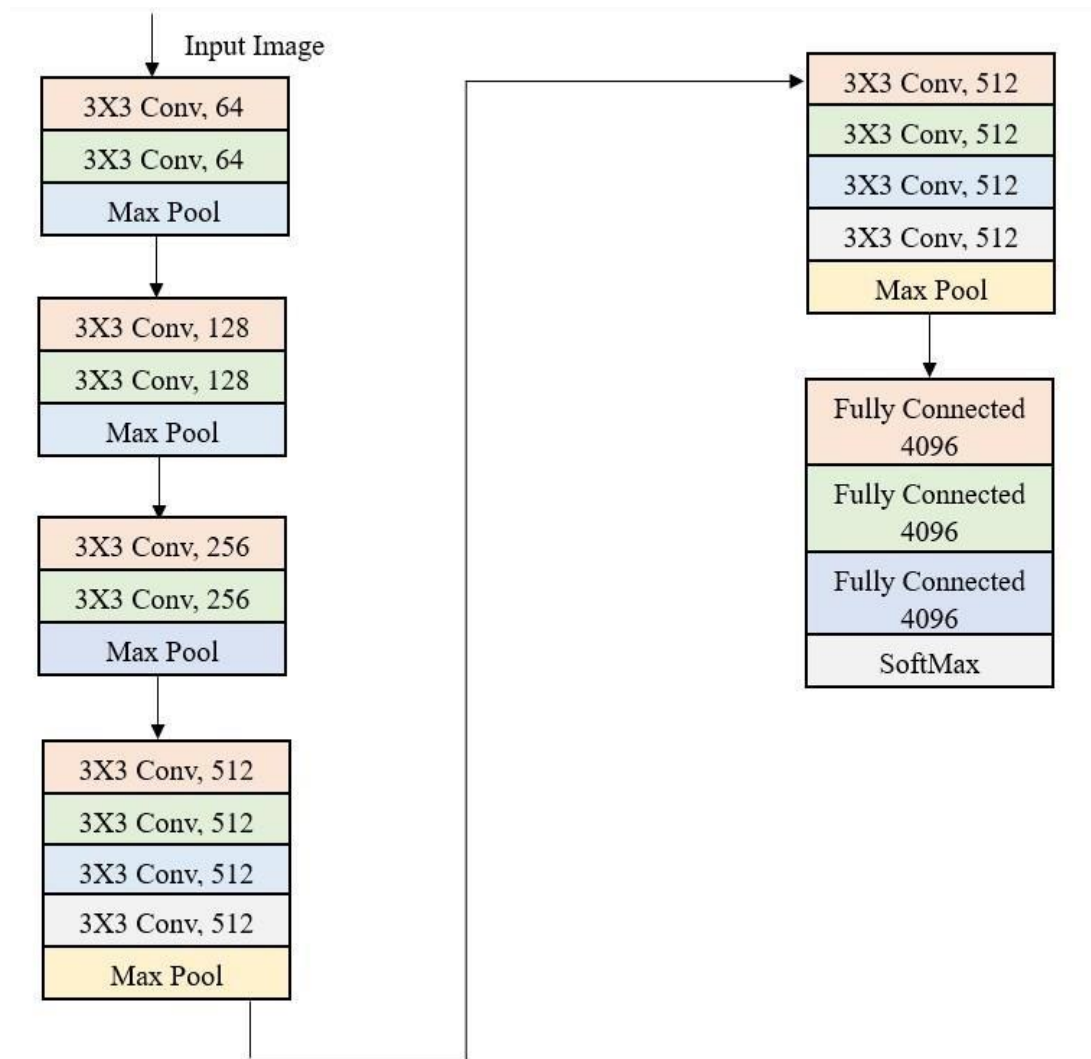 Input Image
3X3 Conv, 64
3X3 Conv, 64
Max Pool
3X3 Conv, 128
3X3 Conv, 128
Max Pool
3X3 Conv, 256
3X3 Conv, 256
Max Pool
3X3 Conv, 512
3X3 Conv, 512
3X3 Conv, 512
3X3 Conv, 512
Max Pool
3X3 Conv, 512
3X3 Conv, 512
3X3 Conv, 512
3X3 Conv, 512
Max Pool
Fully Connected
4096
Fully Connected
4096
Fully Connected
4096
SoftMax